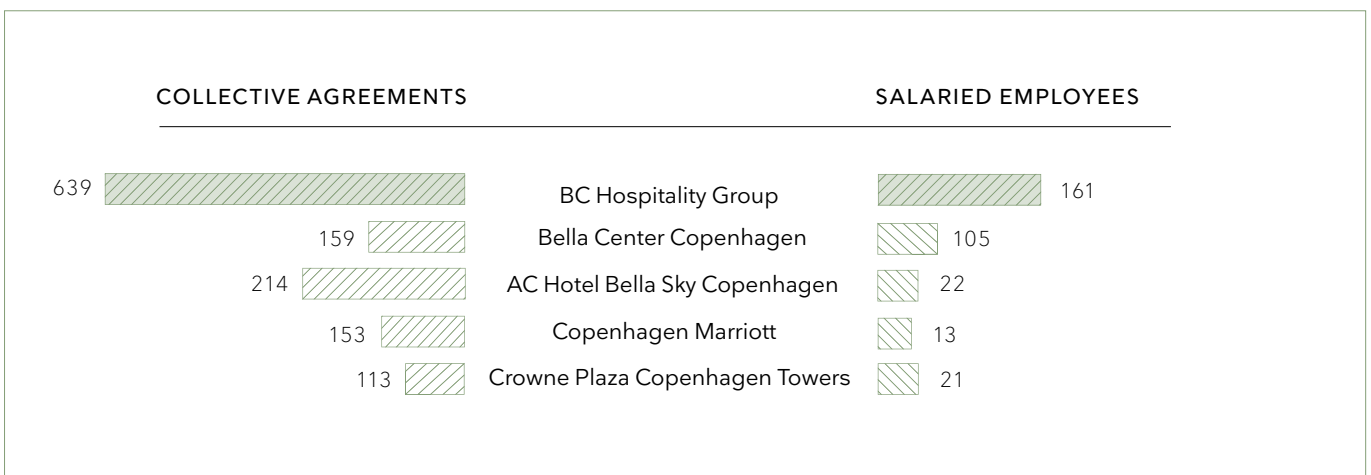 COLLECTIVE AGREEMENTS SALARIED EMPLOYEES
639 BC Hospitality Group 161
159 Bella Center Copenhagen 105
214 AC Hotel Bella Sky Copenhagen 22
153 Copenhagen Marriott 13
113 Crowne Plaza Copenhagen Towers 21